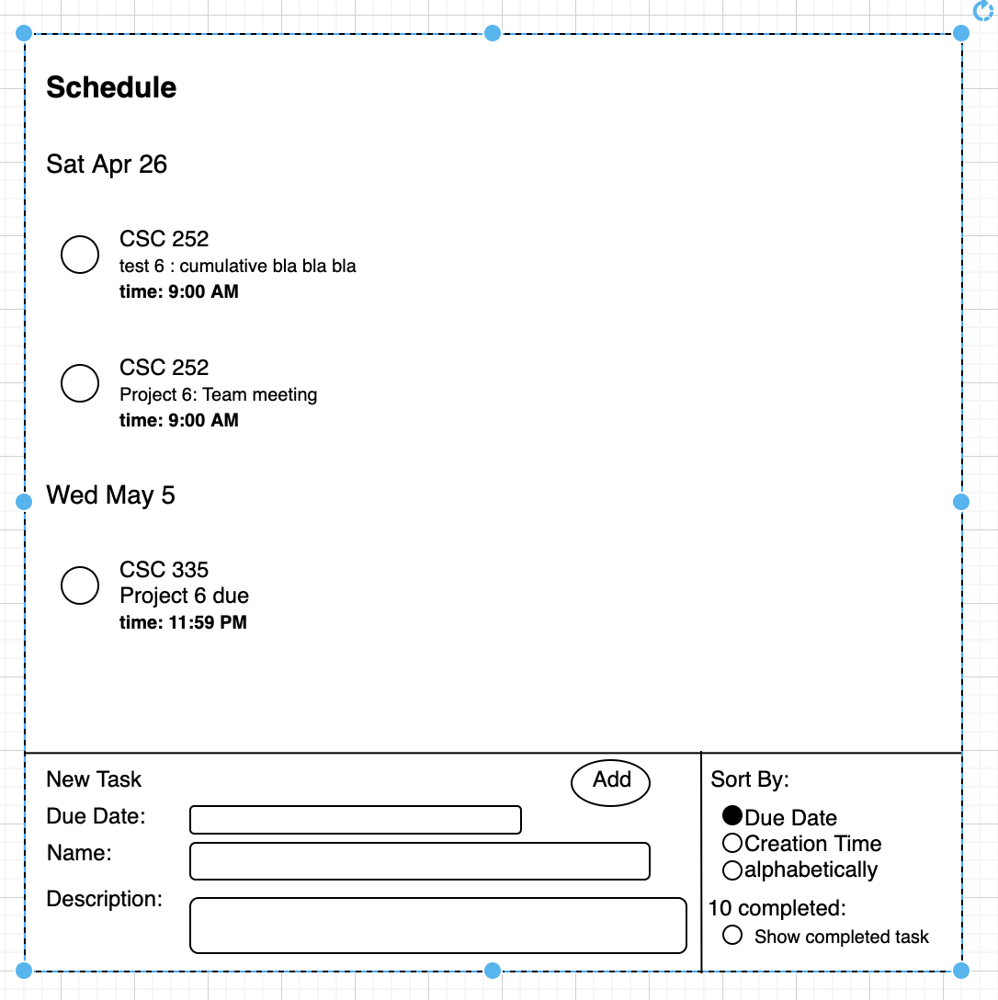 Schedule
Sat Apr 26
CSC 252
test 6 : cumulative bla bla bla
time: 9:00 AM
CSC 252
Project 6: Team meeting
time: 9:00 AM
Wed May 5
CSC 335
Project 6 due
time: 11:59 PM
New Task
Add
Due Date:
Name:
Description:
Sort By:
Due Date
Creation Time
alphabetically
10 completed:
Show completed task